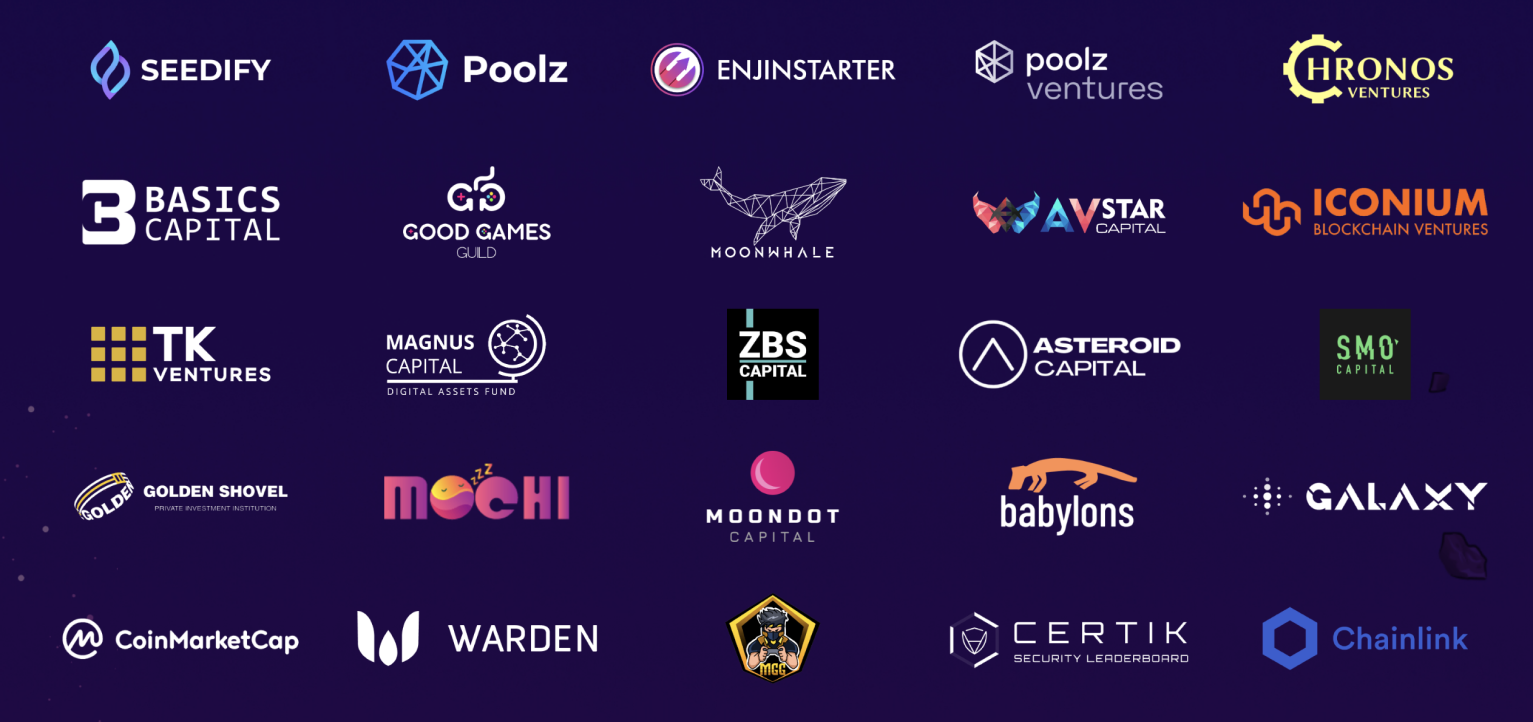 SEEDIFY
Poolz
ENJINSTARTER
poolz
ventures
CHRONOS
VENTURES
BASICS
CAPITAL
GOOD GAMES
GUILD
MOONWHALE
AVSTAR
CAPITAL
ICONIUM
BLOCKCHAIN VENTURES
TK
VENTURES
MAGNUS
CAPITAL
DIGITAL ASSETS FUND
ZBS
CAPITAL
ASTEROID
CAPITAL
SMO
CAPITAL
GOLDEN
GOLDEN SHOVEL
PRIVATE INVESTMENT INSTITUTION
zzz
MOCHI
MOONDOT
CAPITAL
babylons
GALAXY
CoinMarketCap
WARDEN
MGG
CERTIK
SECURITY LEADERBOARD
Chainlink